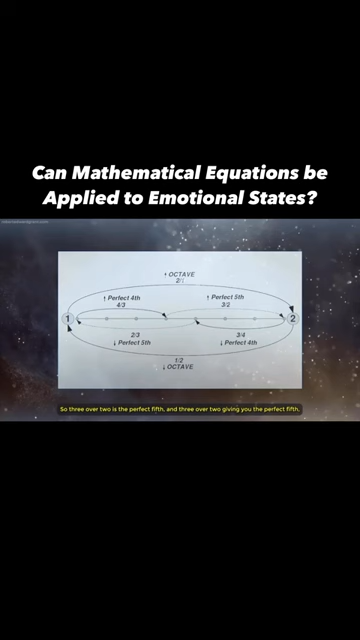 Can Mathematical Equations be
Applied to Emotional States?
↑ OCTAVE
2/1
↑ Perfect 4th
4/3
↑ Perfect 5th
3/2
1
2
2/3
↓ Perfect 5th
3/4
↓ Perfect 4th
1/2
↓ OCTAVE
So three over two is the perfect fifth, and three over two giving you the perfect fifth.